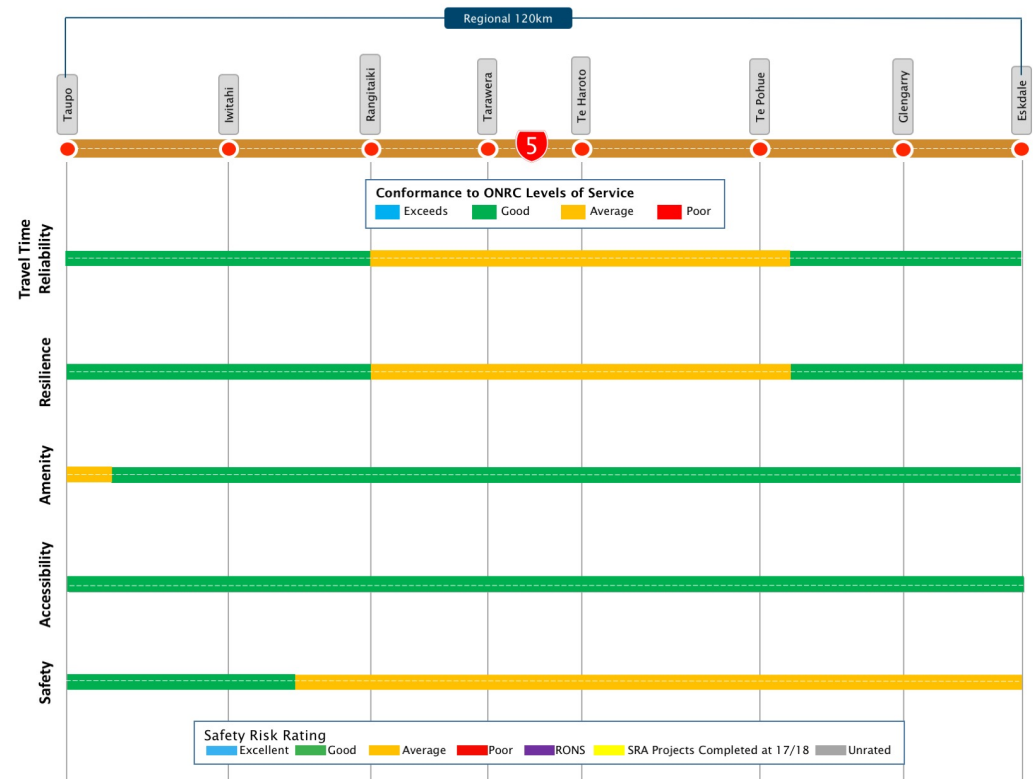 Regional 120km
Taupo
Iwitahi
Rangitaiki
Tarawera
Te Haroto
Te Pohue
Glengarry
Eskdale
5
Conformance to ONRC Levels of Service
Exceeds Good Average Poor
Travel Time
Reliability
Resilience
Amenity
Accessibility
Safety
Safety Risk Rating
Excellent Good Average Poor RONS SRA Projects Completed at 17/18 Unrated